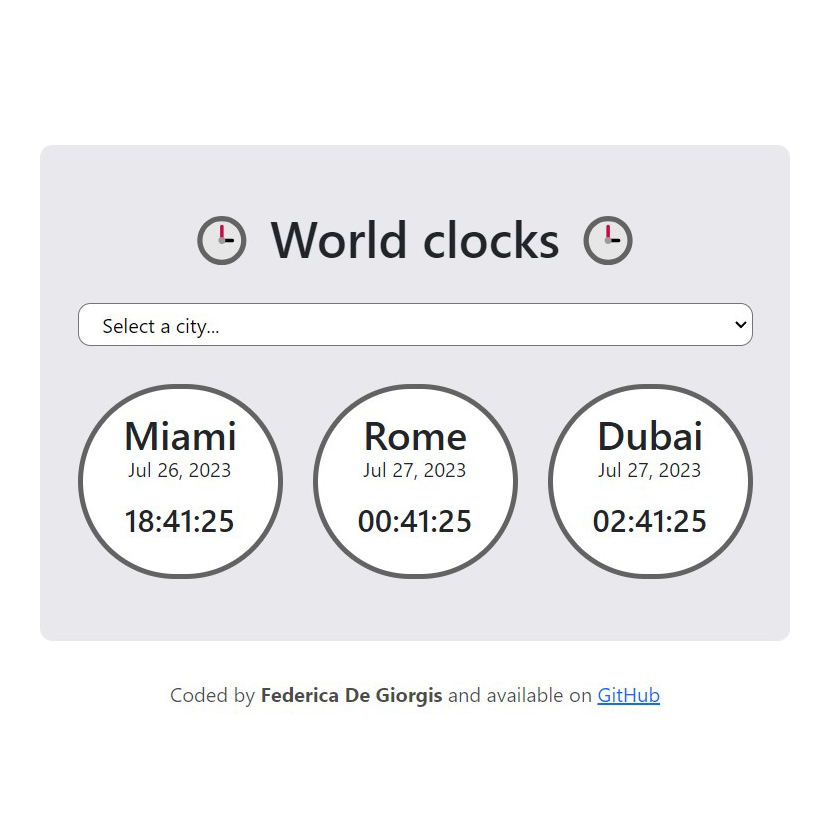 World clocks
Select a city...
Miami
Jul 26, 2023
18:41:25
Rome
Jul 27, 2023
00:41:25
Dubai
Jul 27, 2023
02:41:25
Coded by Federica De Giorgis and available on GitHub